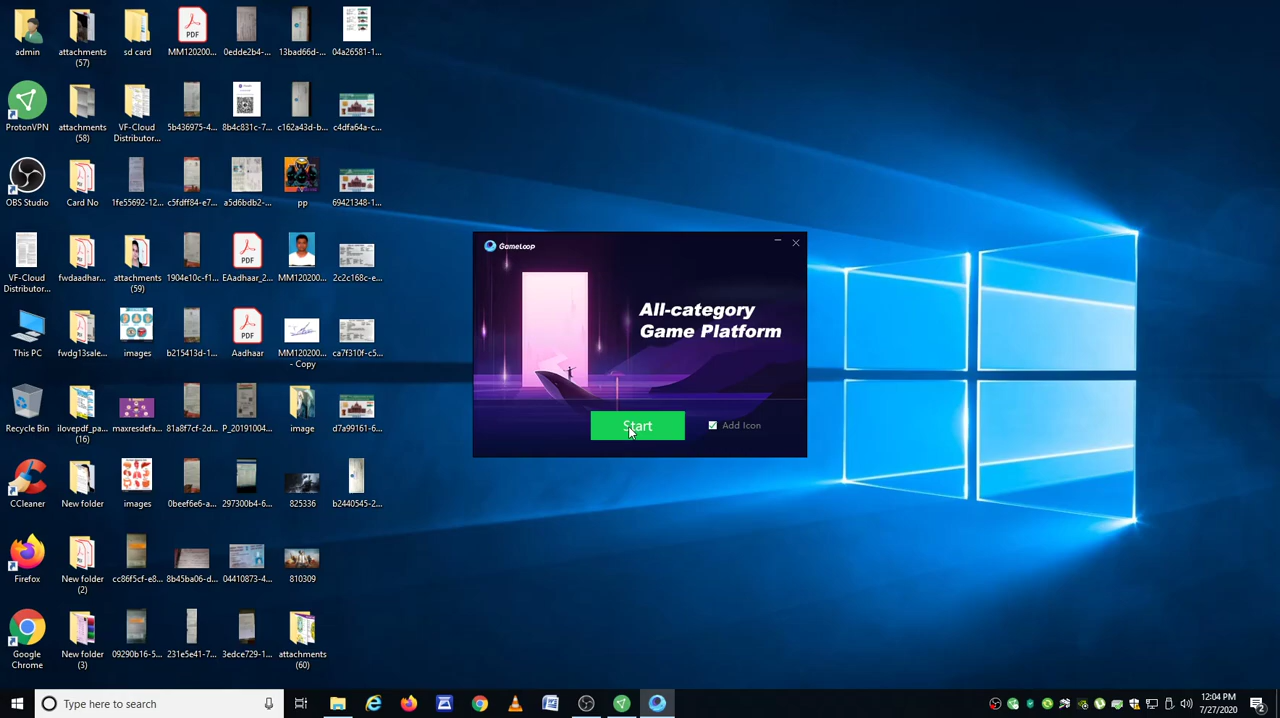 admin
attachments
(57)
sd card
MM120200...
0edde2b4-...
13bad66d-...
04a26581-1...
PDF
ProtonVPN
attachments
(58)
VF-Cloud
Distributor...
5b436975-4...
8b4c831c-7...
c162a43d-b...
c4dfa64a-c...
OBS Studio
Card No
1fe55692-12...
c5fdff84-e7...
a5d6bdb2-...
pp
69421348-1...
VF-Cloud
Distributor...
fwdaadhar...
attachments
(59)
1904e10c-f1...
EAadhaar_2...
MM120200...
2c2c168c-e...
This PC
fwdg13sale...
images
b215413d-1...
Aadhaar
MM120200...
- Copy
ca7f310f-c5...
Recycle Bin
ilovepdf_pa...
(16)
maxresdefa...
81a8f7cf-2d...
P_20191004...
image
d7a99161-6...
CCleaner
New folder
images
0beef6e6-a...
297300b4-6...
825336
b2440545-2...
Firefox
New folder
(2)
cc86f5cf-e8...
8b45ba06-d...
04410873-4...
810309
Google
Chrome
New folder
(3)
09290b16-5...
231e5e41-7...
3edce729-1...
attachments
(60)
GameLoop
All-category
Game Platform
Start
Add Icon
Type here to search
12:04 PM
7/27/2020
2